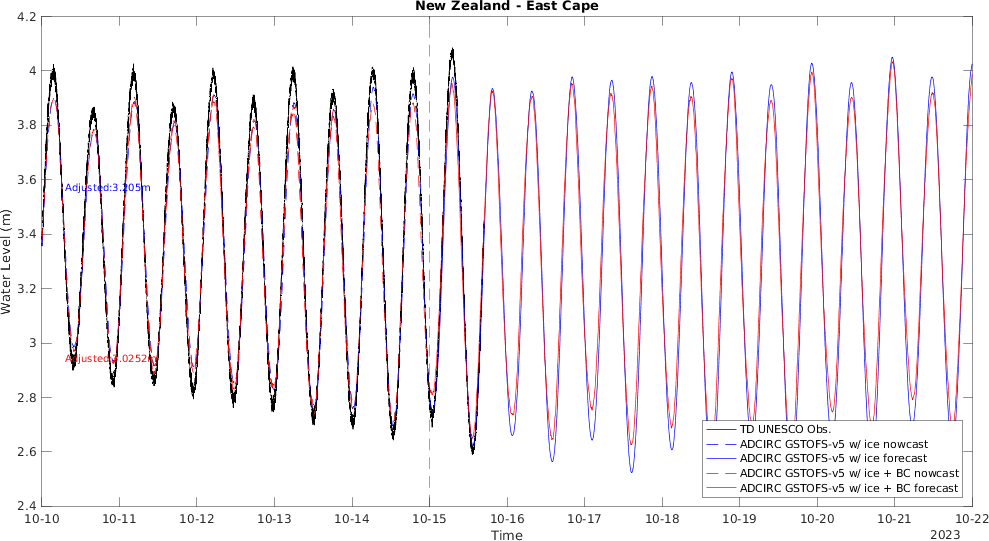 New Zealand - East Cape
4.2
4
3.8
3.6
3.4
3.2
3
2.8
2.6
2.4
Water Level (m)
Adjusted:3.205m
Adjusted:3.0252m
TD UNESCO Obs.
ADCIRC GSTOFS-v5 w/ ice nowcast
ADCIRC GSTOFS-v5 w/ ice forecast
ADCIRC GSTOFS-v5 w/ ice + BC nowcast
ADCIRC GSTOFS-v5 w/ ice + BC forecast
10-10 10-11 10-12 10-13 10-14 10-15 10-16 10-17 10-18 10-19 10-20 10-21 10-22
Time
2023